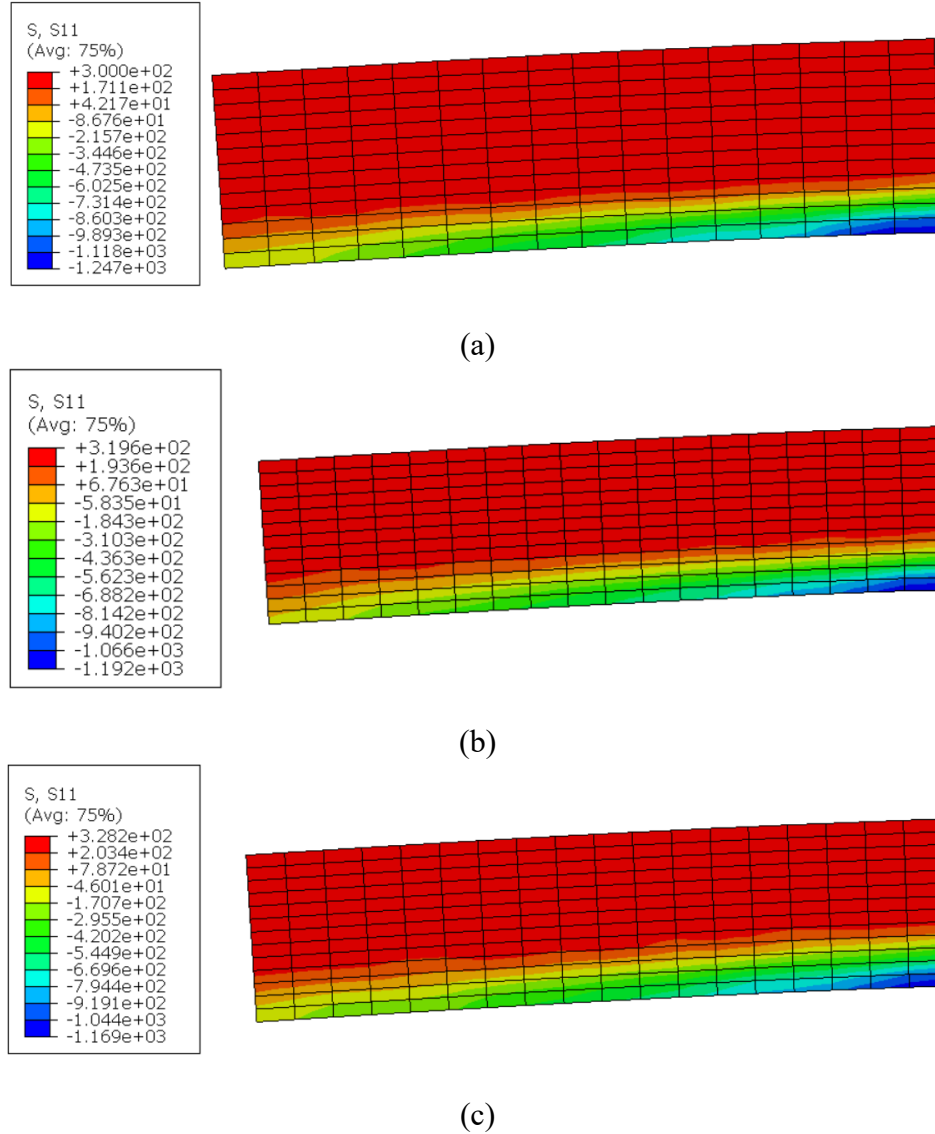 S, S11
(Avg: 75%)
+3.000e+02
+1.711e+02
+4.217e+01
-8.676e+01
-2.157e+02
-3.446e+02
-4.735e+02
-6.025e+02
-7.314e+02
-8.603e+02
-9.893e+02
-1.118e+03
-1.247e+03
(a)
S, S11
(Avg: 75%)
+3.196e+02
+1.936e+02
+6.763e+01
-5.835e+01
-1.843e+02
-3.103e+02
-4.363e+02
-5.623e+02
-6.882e+02
-8.142e+02
-9.402e+02
-1.066e+03
-1.192e+03
(b)
S, S11
(Avg: 75%)
+3.282e+02
+2.034e+02
+7.872e+01
-4.601e+01
-1.707e+02
-2.955e+02
-4.202e+02
-5.449e+02
-6.696e+02
-7.944e+02
-9.191e+02
-1.044e+03
-1.169e+03
(c)